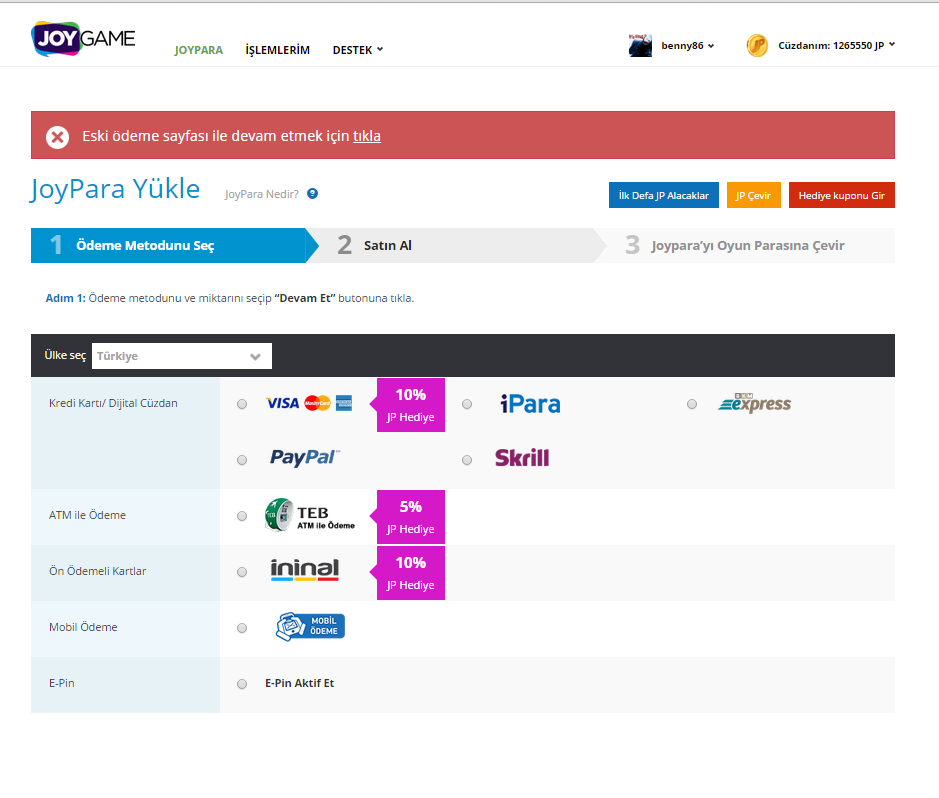 JOYGAME
JOYPARA İŞLEMLERİM DESTEK benny86 Cüzdanım: 1265550 JP
Eski ödeme sayfası ile devam etmek için tıkla
JoyPara Yükle JoyPara Nedir? ? İlk Defa JP Alacaklar JP Çevir Hediye kuponu Gir
1 Ödeme Metodunu Seç 2 Satın Al 3 Joypara'yı Oyun Parasına Çevir
Adım 1: Ödeme metodunu ve miktarını seçip “Devam Et” butonuna tıkla.
Ülke seç Türkiye
Kredi Kartı/ Dijital Cüzdan VISA MasterCard 10% JP Hediye iPara BKM express
PayPal Skrill
ATM ile Ödeme TEB ATM ile Ödeme 5% JP Hediye
Ön Ödemeli Kartlar ininal 10% JP Hediye
Mobil Ödeme MOBİL ÖDEME
E-Pin E-Pin Aktif Et